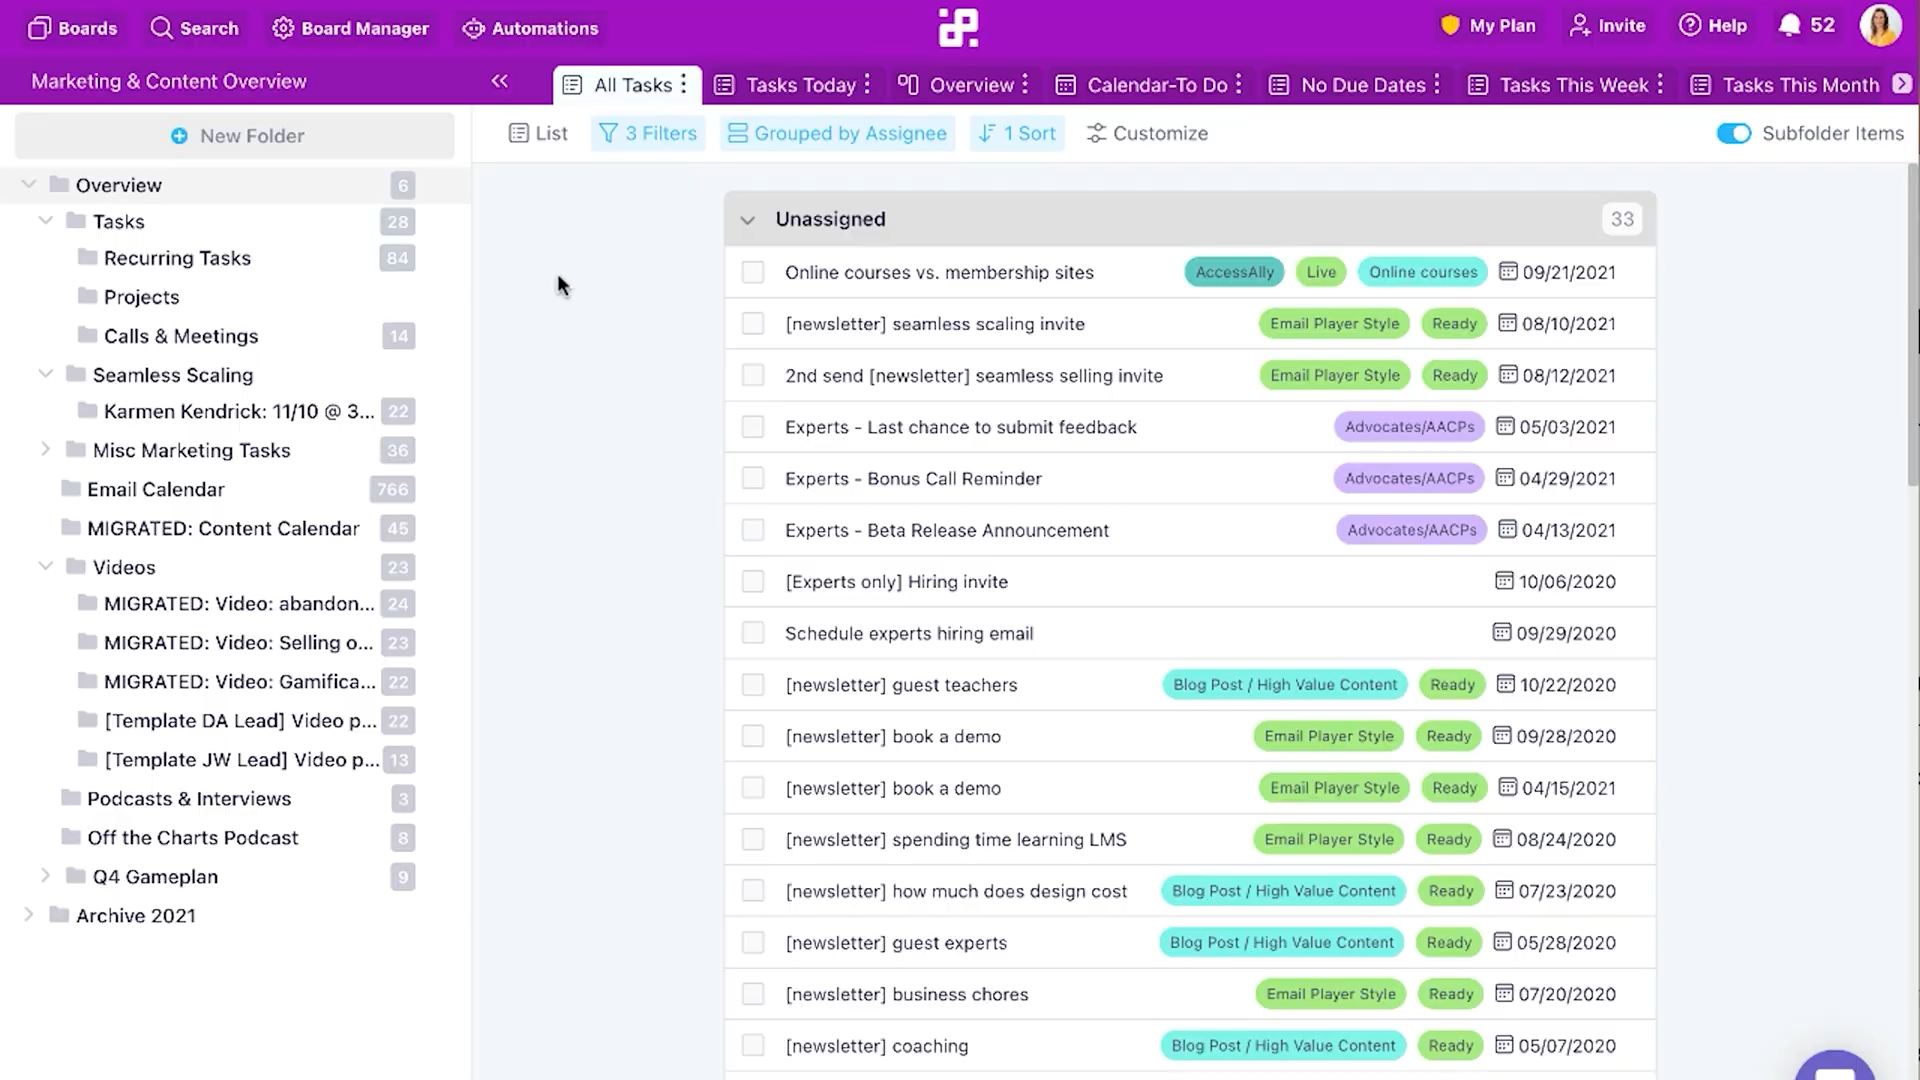 Boards Search Board Manager Automations My Plan Invite Help 52
Marketing & Content Overview All Tasks Tasks Today Overview Calendar-To Do No Due Dates Tasks This Week Tasks This Month
New Folder
List 3 Filters Grouped by Assignee 1 Sort Customize Subfolder Items
Overview 6
Tasks 28
Recurring Tasks 84
Projects
Calls & Meetings 14
Seamless Scaling
Karmen Kendrick: 11/10 @ 3... 22
Misc Marketing Tasks 36
Email Calendar 766
MIGRATED: Content Calendar 45
Videos 23
MIGRATED: Video: abandon... 24
MIGRATED: Video: Selling o... 23
MIGRATED: Video: Gamifica... 22
[Template DA Lead] Video p... 22
[Template JW Lead] Video p... 13
Podcasts & Interviews 3
Off the Charts Podcast 8
Q4 Gameplan 9
Archive 2021
Unassigned 33
Online courses vs. membership sites AccessAlly Live Online courses 09/21/2021
[newsletter] seamless scaling invite Email Player Style Ready 08/10/2021
2nd send [newsletter] seamless selling invite Email Player Style Ready 08/12/2021
Experts - Last chance to submit feedback Advocates/AACPs 05/03/2021
Experts - Bonus Call Reminder Advocates/AACPs 04/29/2021
Experts - Beta Release Announcement Advocates/AACPs 04/13/2021
[Experts only] Hiring invite 10/06/2020
Schedule experts hiring email 09/29/2020
[newsletter] guest teachers Blog Post / High Value Content Ready 10/22/2020
[newsletter] book a demo Email Player Style Ready 09/28/2020
[newsletter] book a demo Email Player Style Ready 04/15/2021
[newsletter] spending time learning LMS Email Player Style Ready 08/24/2020
[newsletter] how much does design cost Blog Post / High Value Content Ready 07/23/2020
[newsletter] guest experts Blog Post / High Value Content Ready 05/28/2020
[newsletter] business chores Email Player Style Ready 07/20/2020
[newsletter] coaching Blog Post / High Value Content Ready 05/07/2020